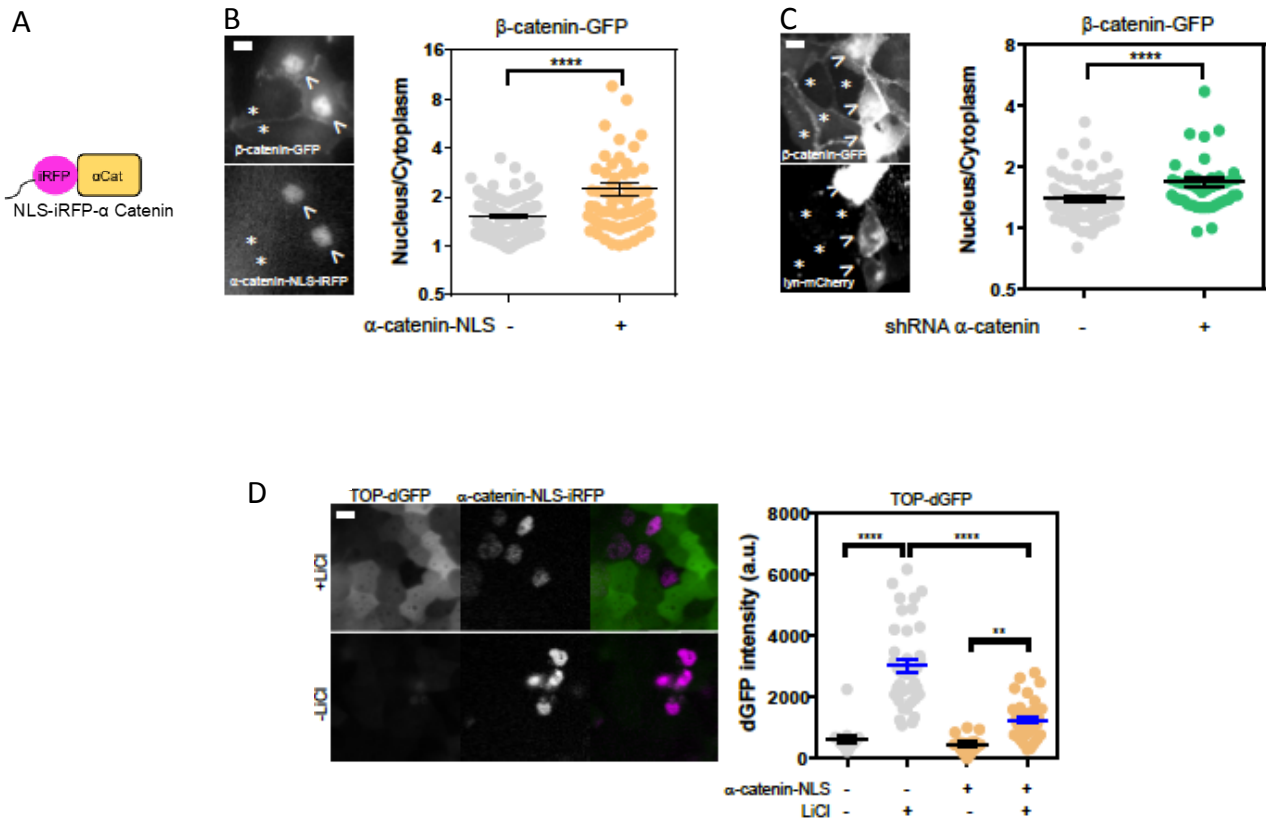 A
iRFP
αCat
NLS-iRFP-α Catenin
B
β-catenin-GFP
* * > >
β-catenin-GFP
* * > >
α-catenin-NLS-iRFP
Nucleus/Cytoplasm
16
8
4
2
1
0.5
****
α-catenin-NLS - +
C
β-catenin-GFP
* * * * > > > >
β-catenin-GFP
* * * * > > > >
lyn-mCherry
Nucleus/Cytoplasm
8
4
2
1
0.5
****
shRNA α-catenin - +
D
TOP-dGFP α-catenin-NLS-iRFP
+LiCl
-LiCl
TOP-dGFP
dGFP intensity (a.u.)
8000
6000
4000
2000
0
**** ****
**
α-catenin-NLS - - + +
LiCl - + - +